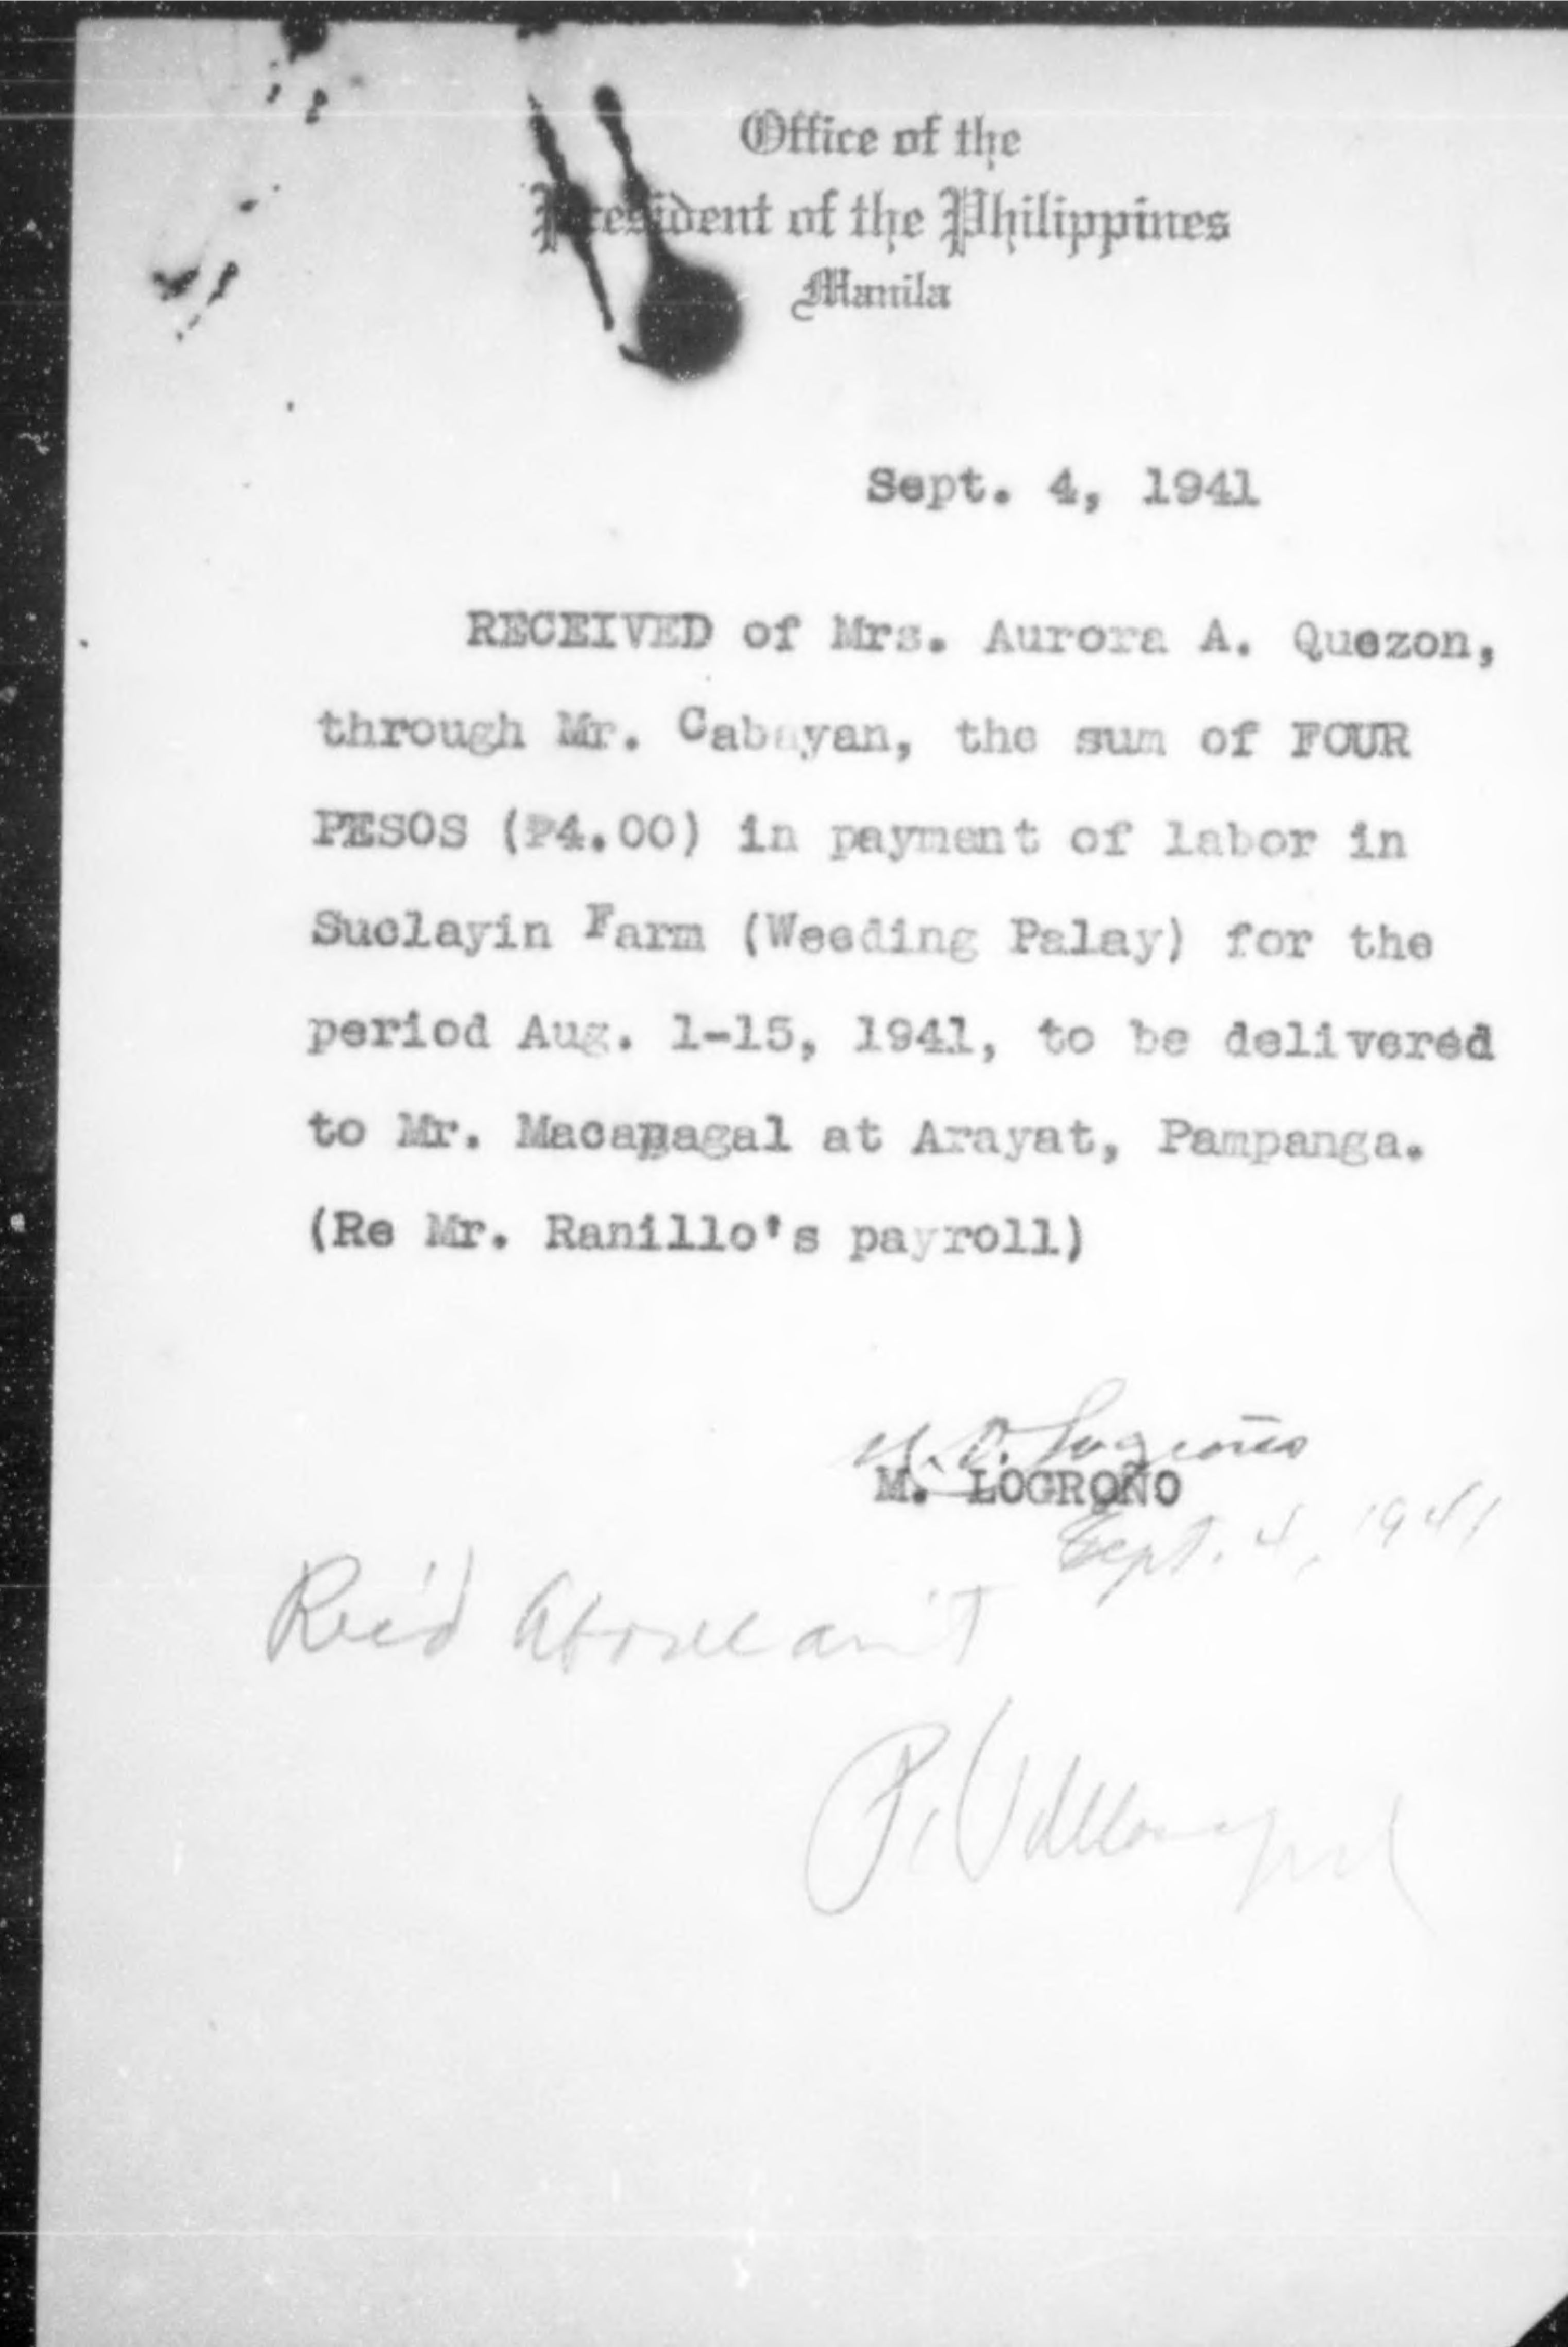 Office of the
President of the Philippines
Manila
Sept. 4, 1941
RECEIVED of Mrs. Aurora A. Quezon,
through Mr. Cabayan, the sum of FOUR
PESOS (₱4.00) in payment of labor in
Suclayin Farm (Weeding Palay) for the
period Aug. 1-15, 1941, to be delivered
to Mr. Macapagal at Arayat, Pampanga.
(Re Mr. Ranillo's payroll)
M. LOGROÑO
Sept. 4, 1941
Rec'd Above am't
P.